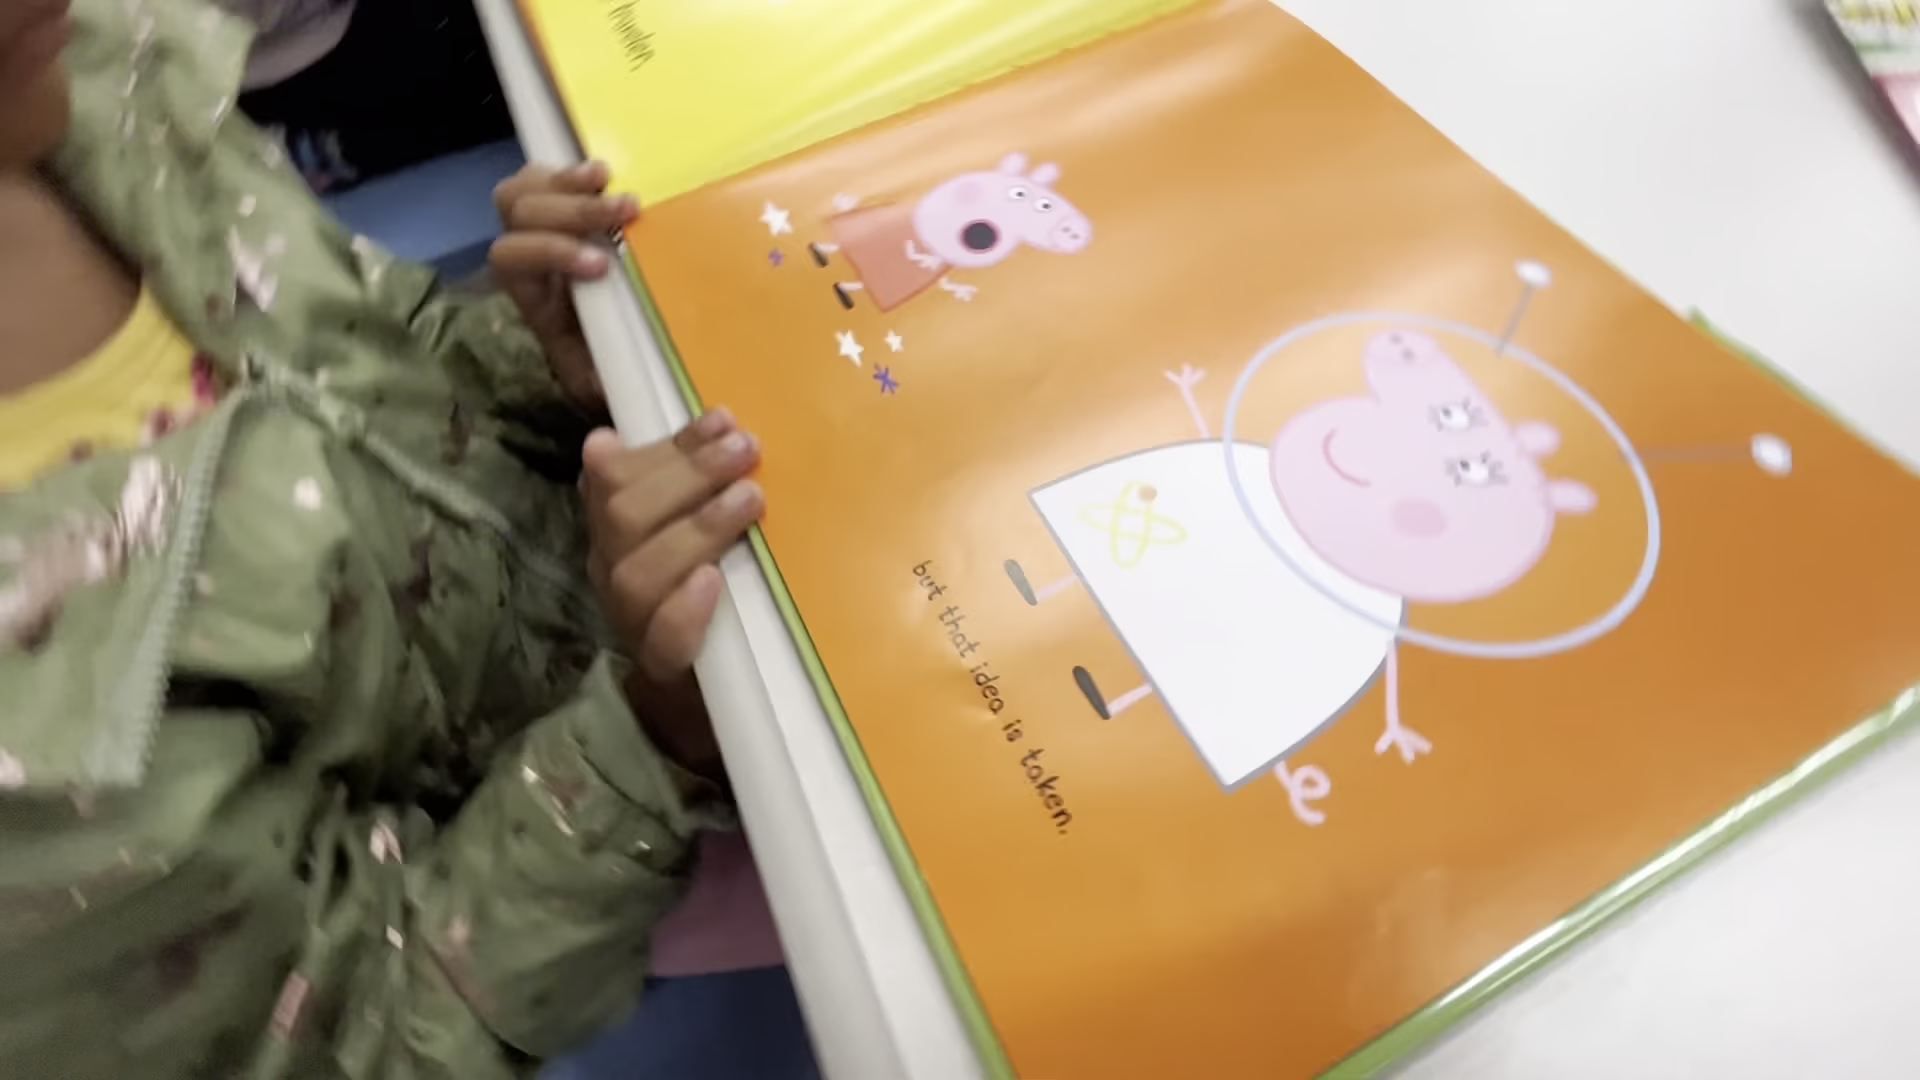 but that idea is taken.